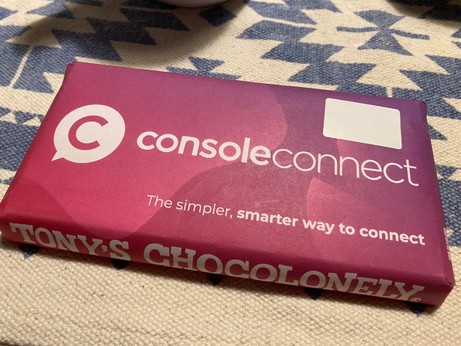 consoleconnect
The simpler, smarter way to connect
TONY'S CHOCOLONELY